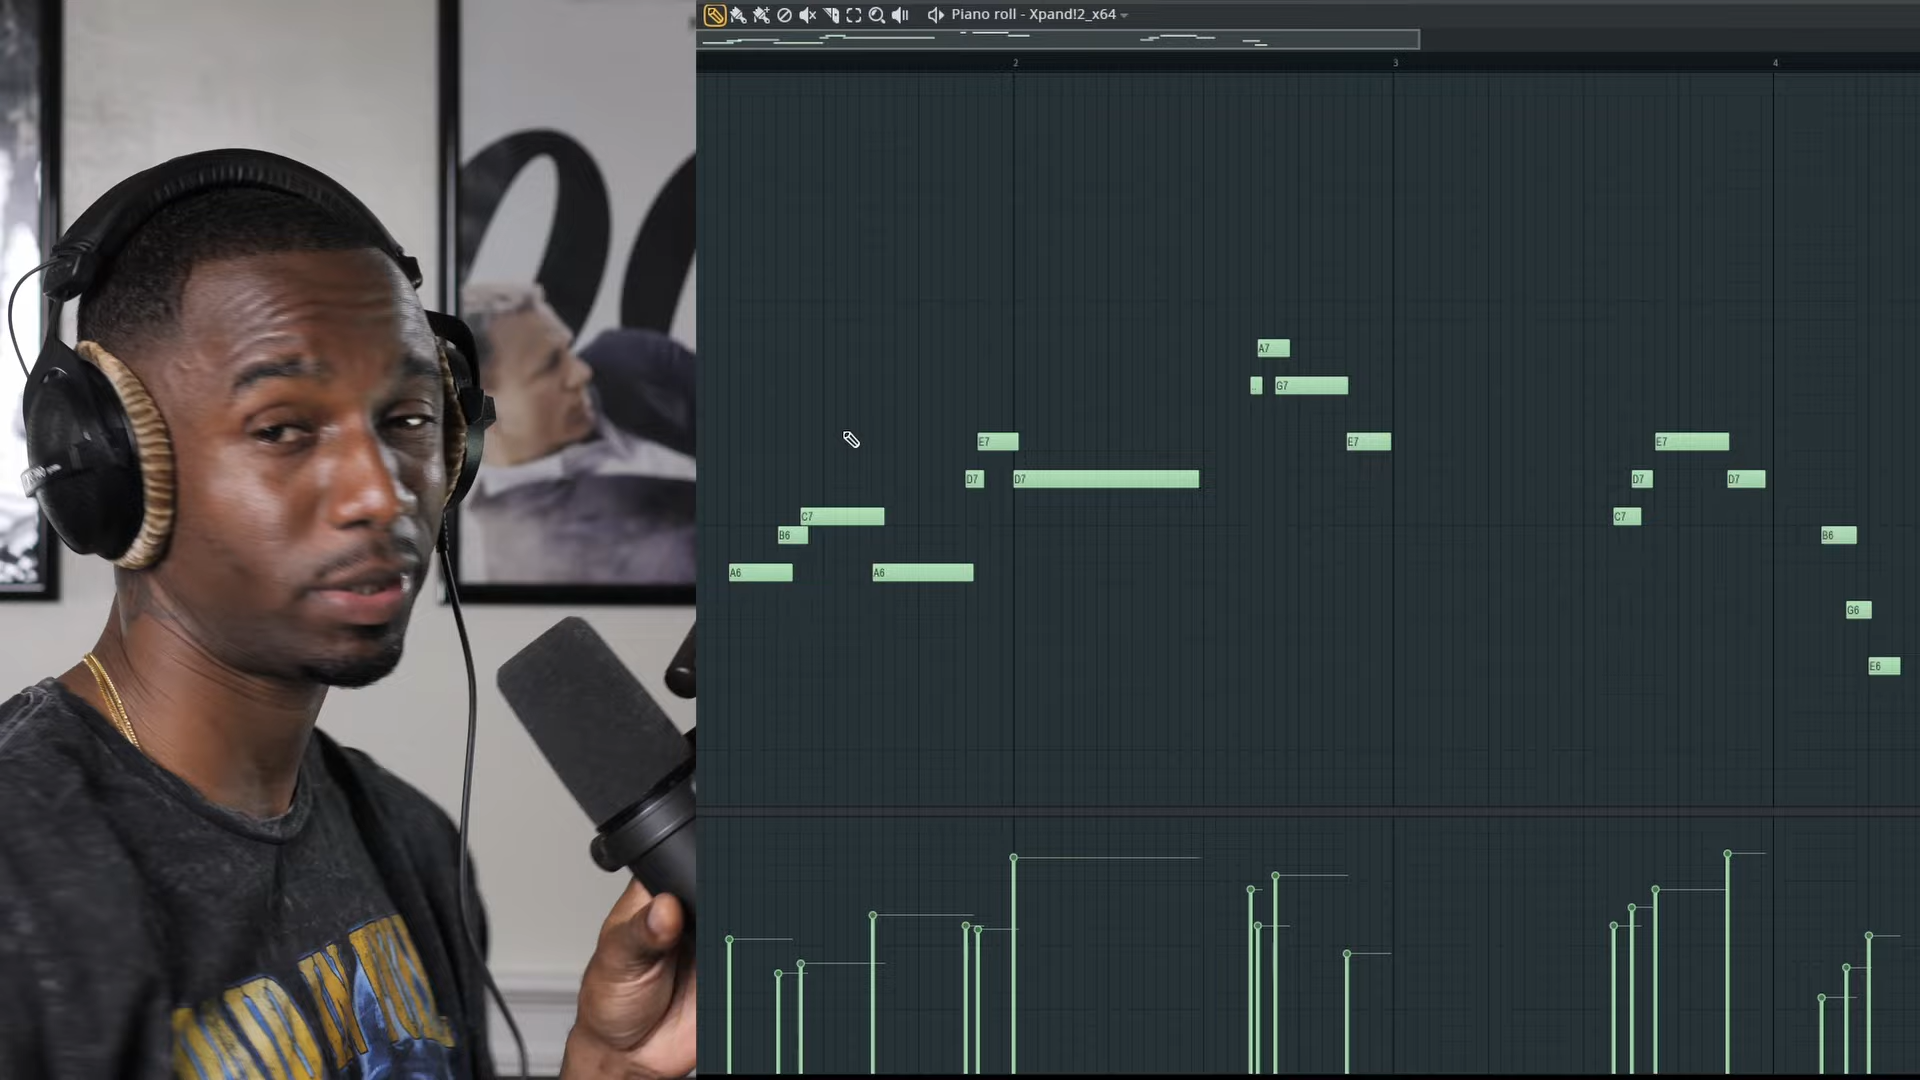 Piano roll - Xpand!2_x64
2
3
4
A7
.. G7
E7 E7 E7
D7 D7 D7 D7
C7 C7
B6 B6
A6 A6
G6
E6